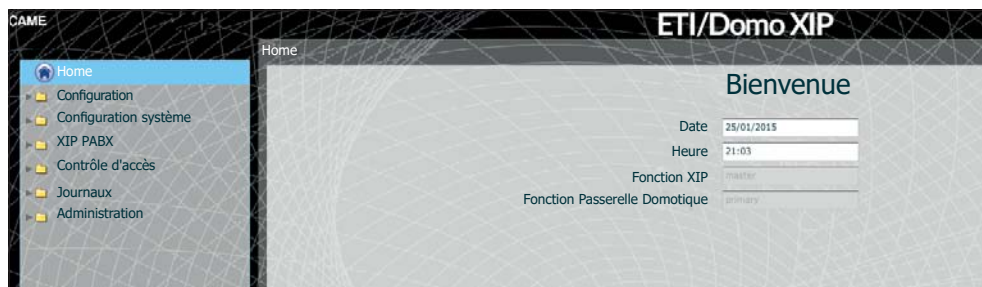 CAME
ETI/Domo XIP
Home
Home
Configuration
Configuration système
XIP PABX
Contrôle d'accès
Journaux
Administration
Bienvenue
Date 25/01/2015
Heure 21:03
Fonction XIP master
Fonction Passerelle Domotique primary